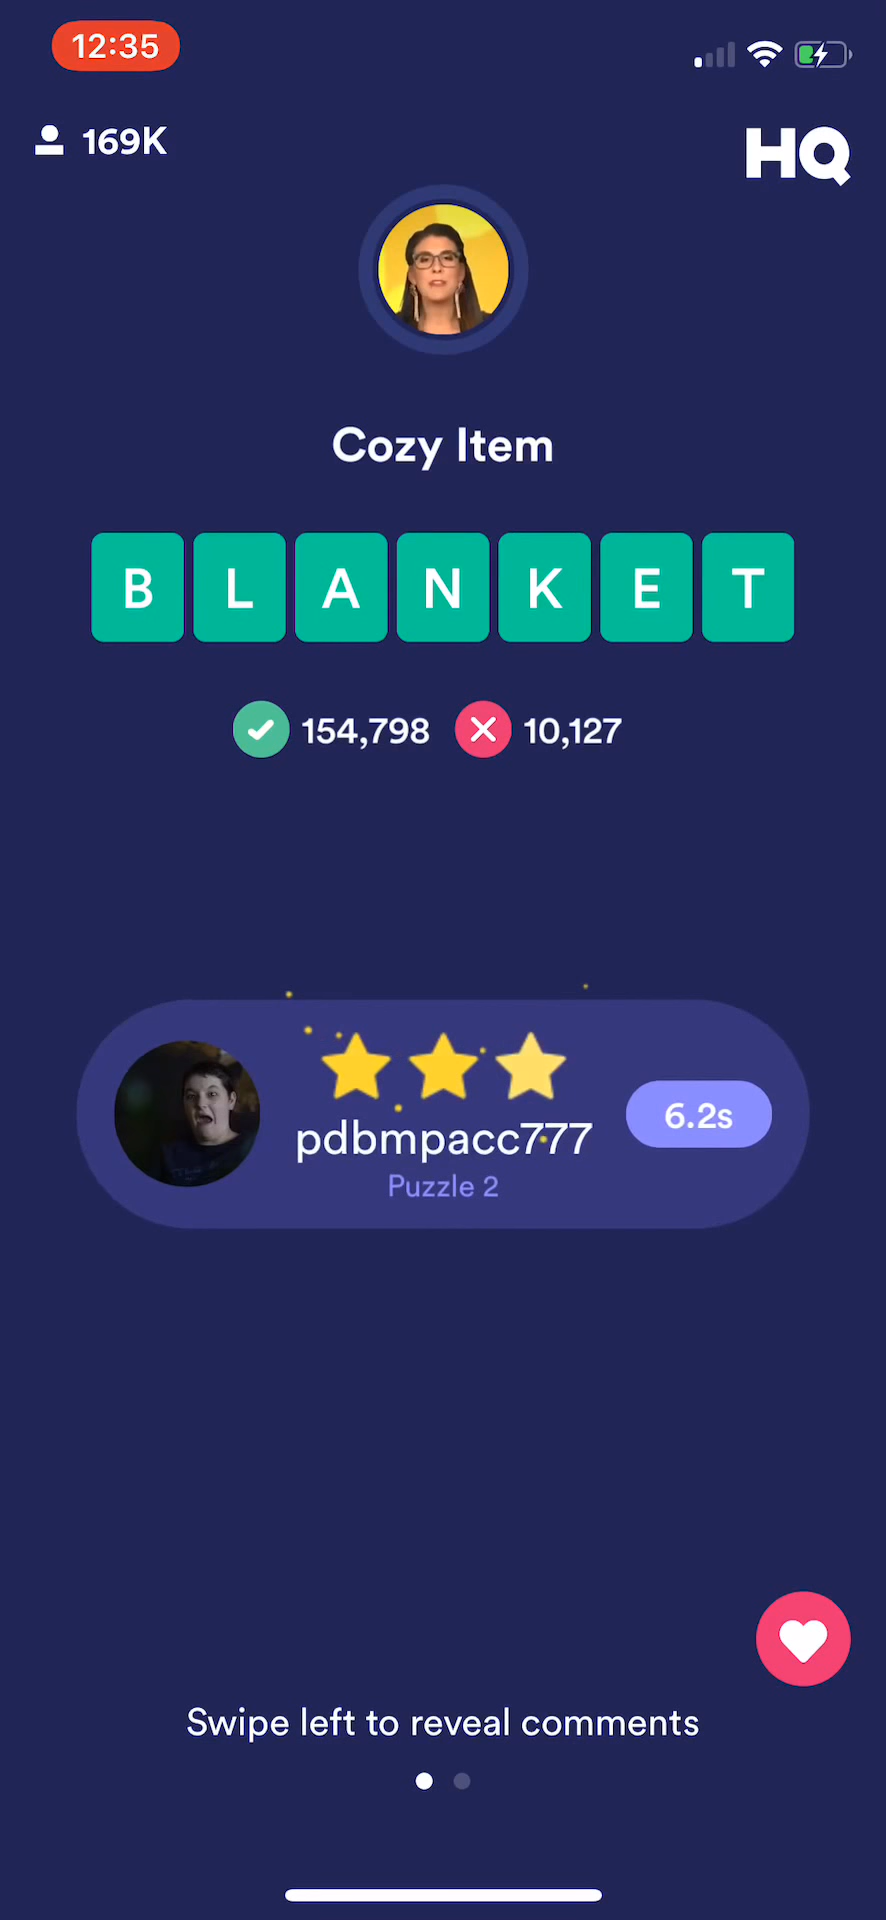 12:35
169K
HQ
Cozy Item
BLANKET
154,798 10,127
pdbmpacc777
6.2s
Puzzle 2
Swipe left to reveal comments